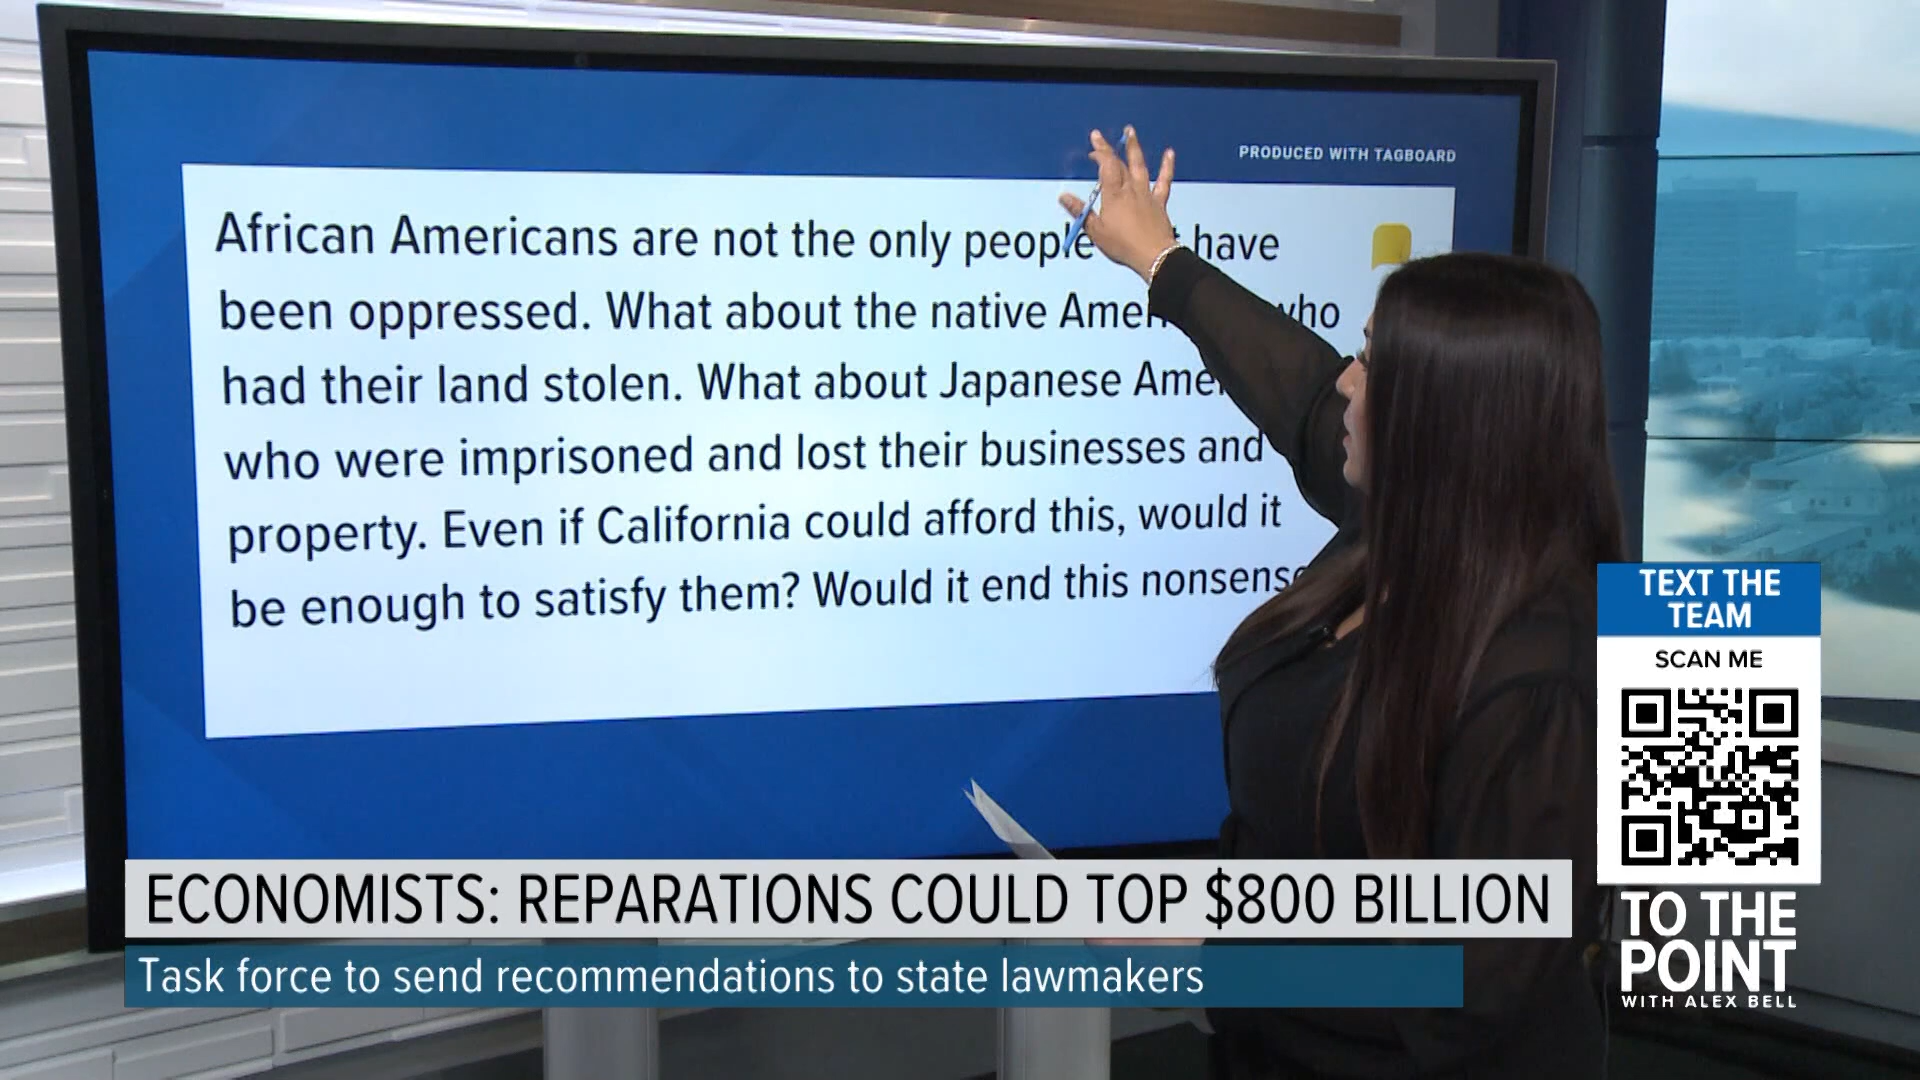 PRODUCED WITH TAGBOARD
African Americans are not the only people have
been oppressed. What about the native who
had their land stolen. What about Japanese
who were imprisoned and lost their businesses and
property. Even if California could afford this, would it
be enough to satisfy them? Would it end this nonsense
TEXT THE
TEAM
SCAN ME
ECONOMISTS: REPARATIONS COULD TOP $800 BILLION
Task force to send recommendations to state lawmakers
TO THE
POINT
WITH ALEX BELL